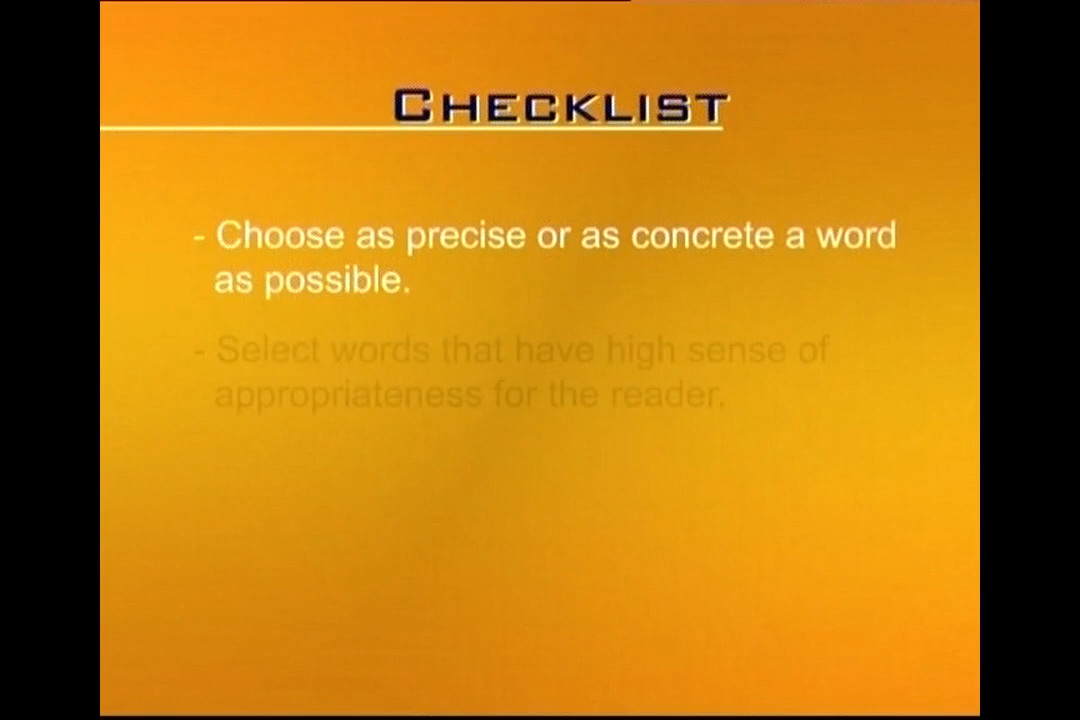 CHECKLIST
- Choose as precise or as concrete a word
as possible.
- Select words that have high sense of
appropriateness for the reader.